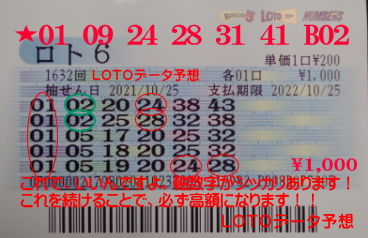 BINGO5 LOTO NUMBERS
★01 09 24 28 31 41 B02
ロト6
単価1口¥200
1632回 LOTOデータ予想 各01口 ¥1,000
抽せん日 2021/10/25 支払期限 2022/10/25
01 02 20 24 38 43
01 03 25 28 32 38
01 05 17 20 25 32
01 05 18 20 25 32
01 05 19 20 24 28
¥1,000
これを続けることで、必ず高額になります！！
LOTOデータ予想